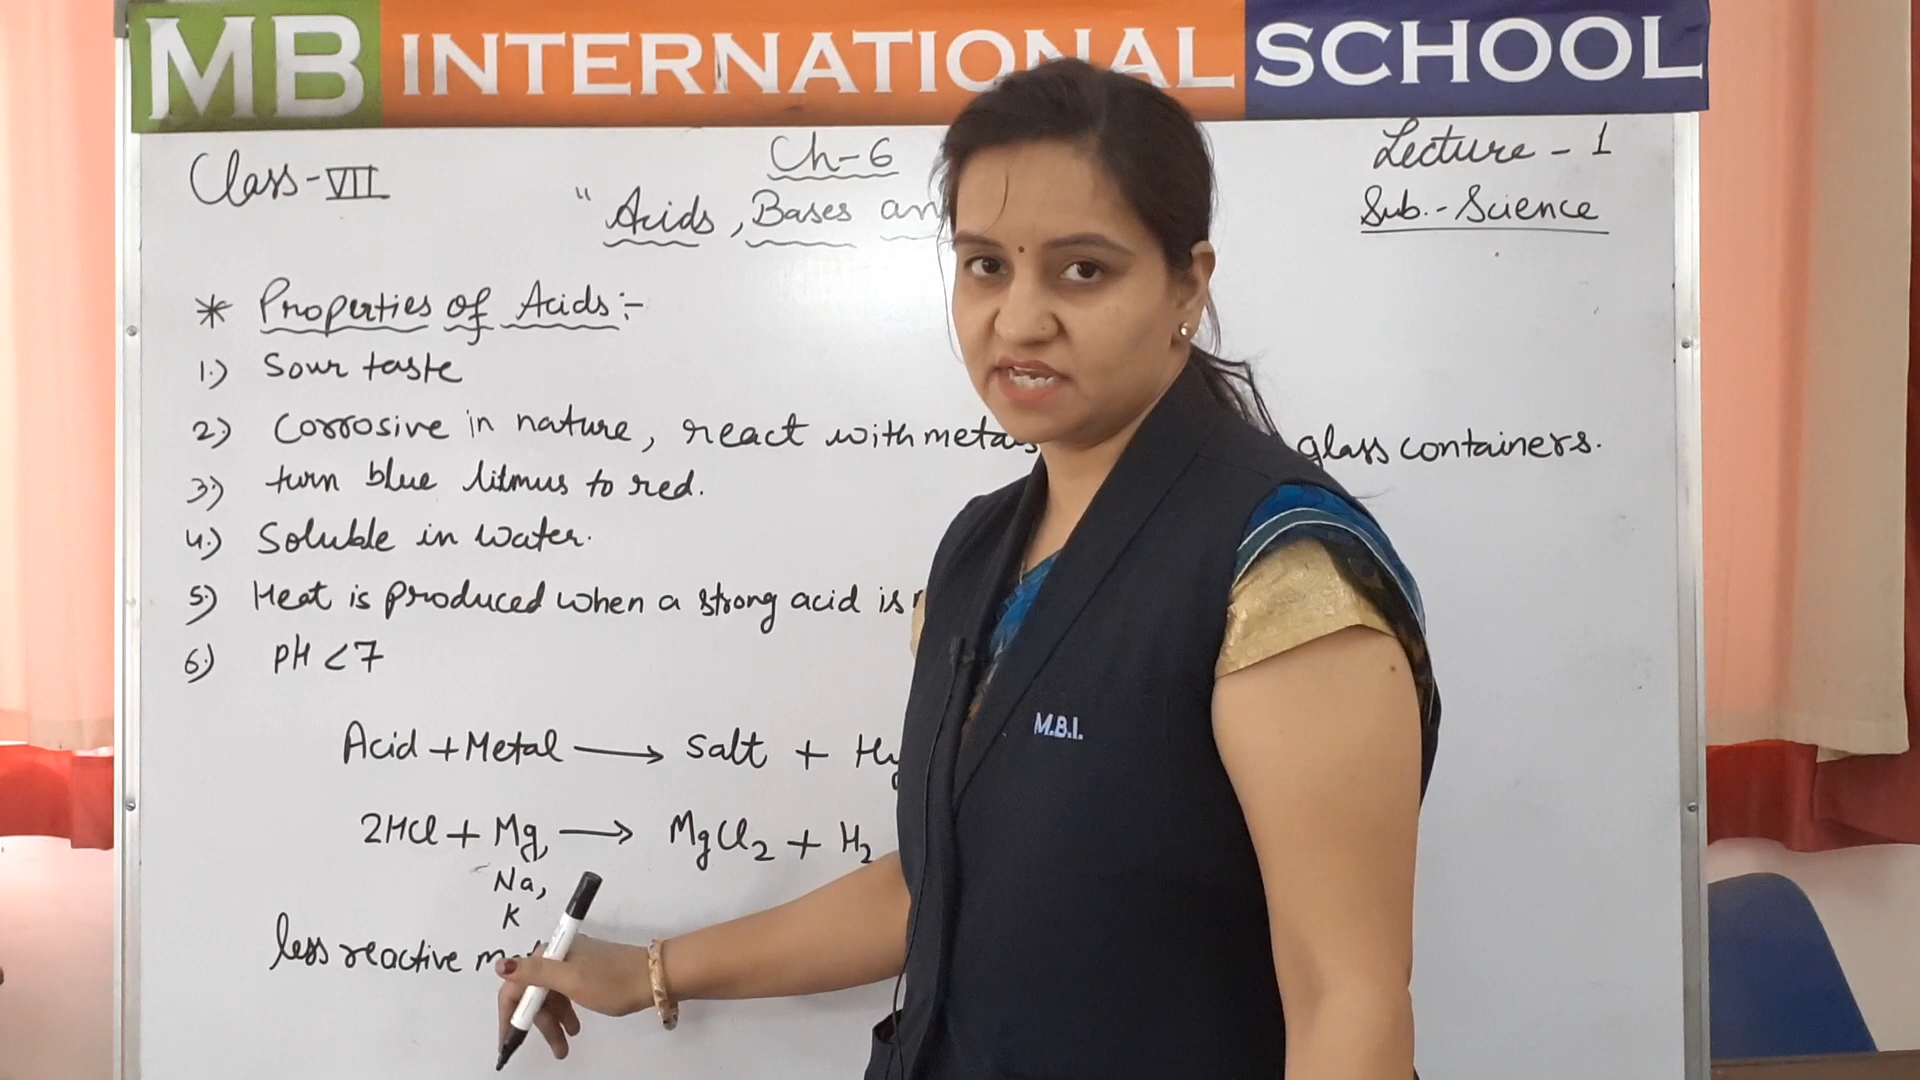 MB INTERNATIONAL SCHOOL
Class-VII
Ch-6
Lecture-1
"Acids, Bases
Sub.-Science
* Properties of Acids:-
1.) Sour taste
2.) Corrosive in nature, react with metals glass containers.
3.) turn blue litmus to red.
4.) Soluble in water.
5.) Heat is produced when a strong acid is
6.) PH < 7
Acid + Metal ⟶ Salt +
2HCl + Mg, ⟶ MgCl₂ + H₂
Na,
K
less reactive
M.B.I.